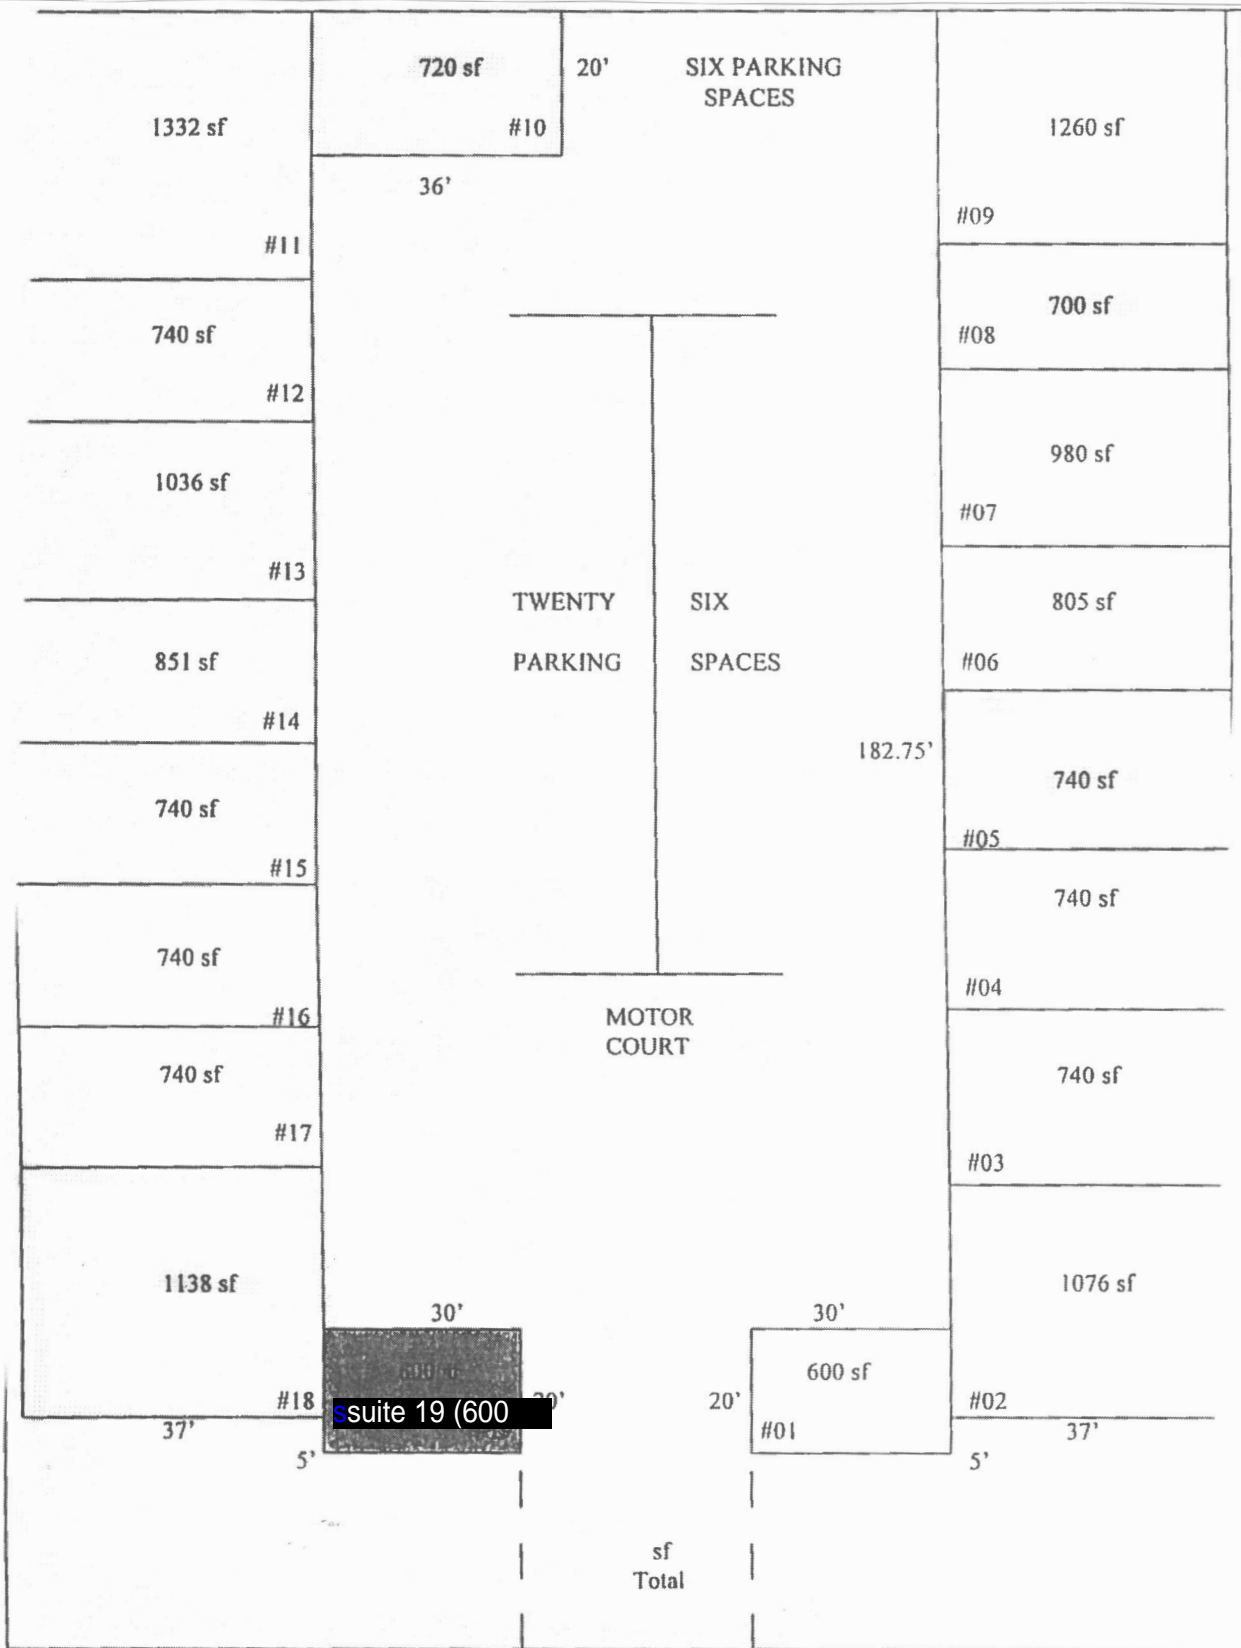 720 sf
20'
SIX PARKING
SPACES
1332 sf
#10
1260 sf
36'
#09
#11
700 sf
740 sf
#08
#12
980 sf
1036 sf
#07
#13
TWENTY
SIX
805 sf
PARKING
SPACES
851 sf
#06
#14
182.75'
740 sf
740 sf
#05
#15
740 sf
740 sf
#04
#16
MOTOR
COURT
740 sf
740 sf
#17
#03
1138 sf
1076 sf
30'
30'
600 sf
#18
ssuite 19 (600
20'
#02
37'
#01
37'
5'
5'
sf
Total